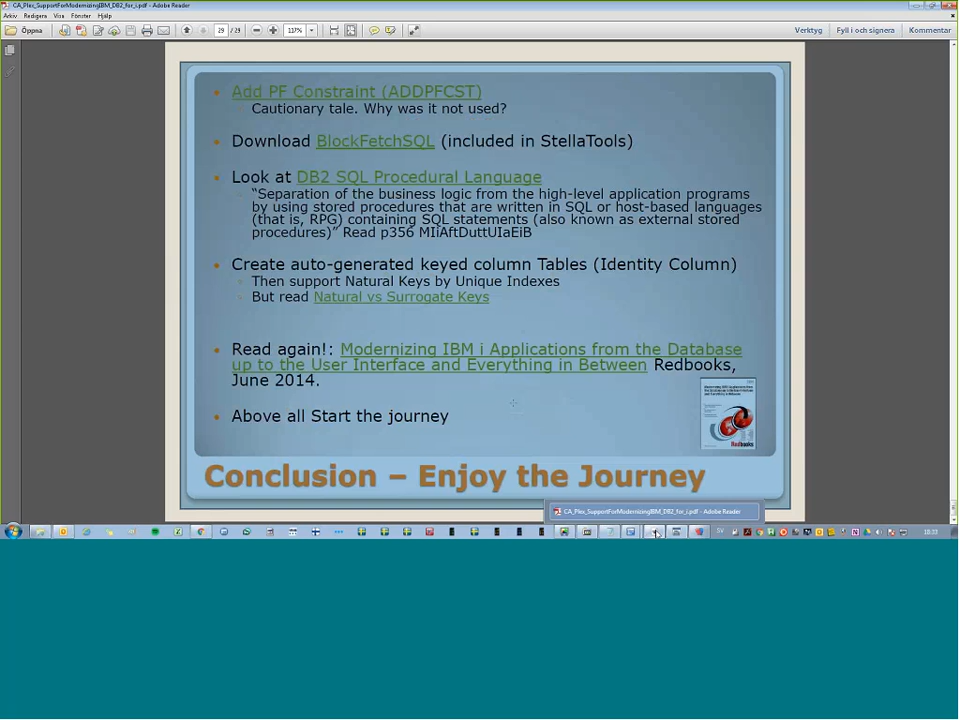 CA_Plex_SupportForModernizingIBM_DB2_for_i.pdf - Adobe Reader
Arkiv Redigera Visa Fönster Hjälp
Öppna 29 / 29 117% Verktyg Fyll i och signera Kommentar
Add PF Constraint (ADDPFCST)
Cautionary tale. Why was it not used?
Download BlockFetchSQL (included in StellaTools)
Look at DB2 SQL Procedural Language
“Separation of the business logic from the high-level application programs
by using stored procedures that are written in SQL or host-based languages
(that is, RPG) containing SQL statements (also known as external stored
procedures)” Read p356 MIiAftDuttUIaEiB
Create auto-generated keyed column Tables (Identity Column)
Then support Natural Keys by Unique Indexes
But read Natural vs Surrogate Keys
Read again!: Modernizing IBM i Applications from the Database
up to the User Interface and Everything in Between Redbooks,
June 2014.
Above all Start the journey
Redbooks
Conclusion – Enjoy the Journey
CA_Plex_SupportForModernizingIBM_DB2_for_i.pdf - Adobe Reader
SV